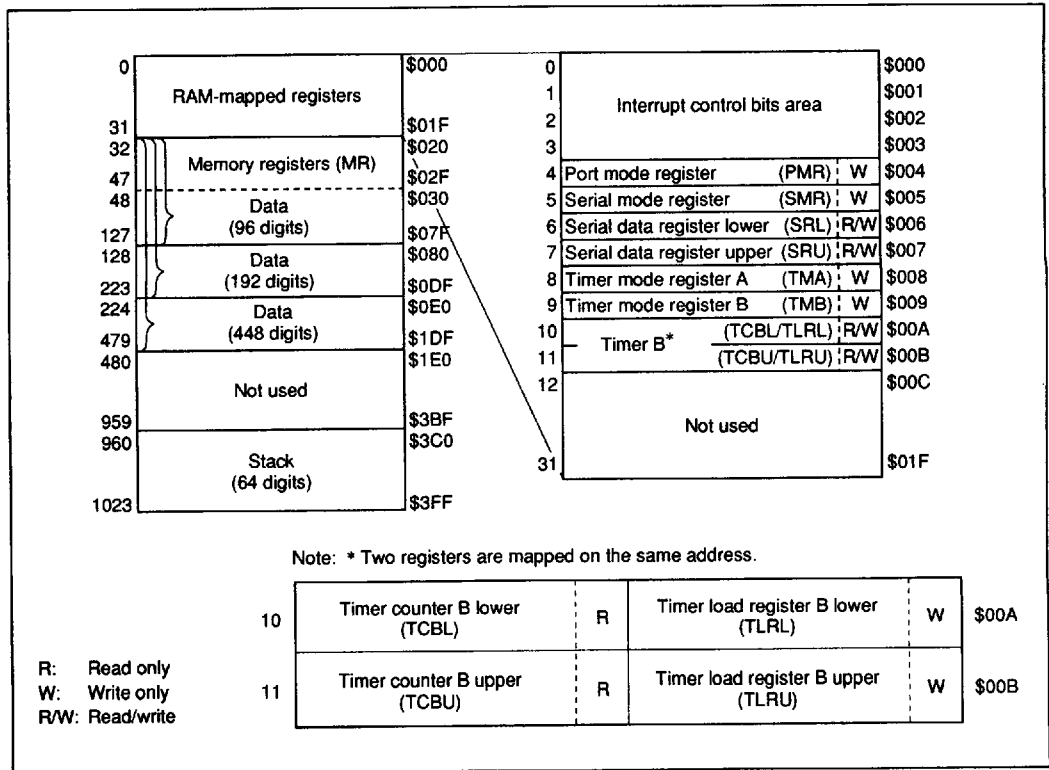 0 $000
RAM-mapped registers
31 $01F
32 $020
Memory registers (MR)
47 $02F
48 $030
Data
(96 digits)
127 $07F
128 $080
Data
(192 digits)
223 $0DF
224 $0E0
Data
(448 digits)
479 $1DF
480 $1E0
Not used
959 $3BF
960 $3C0
Stack
(64 digits)
1023 $3FF
0 $000
1 $001
Interrupt control bits area
2 $002
3 $003
4 Port mode register (PMR) W $004
5 Serial mode register (SMR) W $005
6 Serial data register lower (SRL) R/W $006
7 Serial data register upper (SRU) R/W $007
8 Timer mode register A (TMA) W $008
9 Timer mode register B (TMB) W $009
10 (TCBL/TLRL) R/W $00A
Timer B*
11 (TCBU/TLRU) R/W $00B
12 $00C
Not used
31 $01F
Note: * Two registers are mapped on the same address.
10 Timer counter B lower (TCBL) R Timer load register B lower (TLRL) W $00A
11 Timer counter B upper (TCBU) R Timer load register B upper (TLRU) W $00B
R: Read only
W: Write only
R/W: Read/write